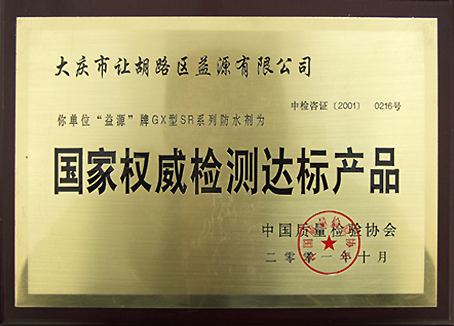 大庆市让胡路区益源有限公司
中检咨证〔2001〕 0216号
你单位“益源”牌GX型SR系列防水剂为
国家权威检测达标产品
中国质量检验协会
二零零一年十月